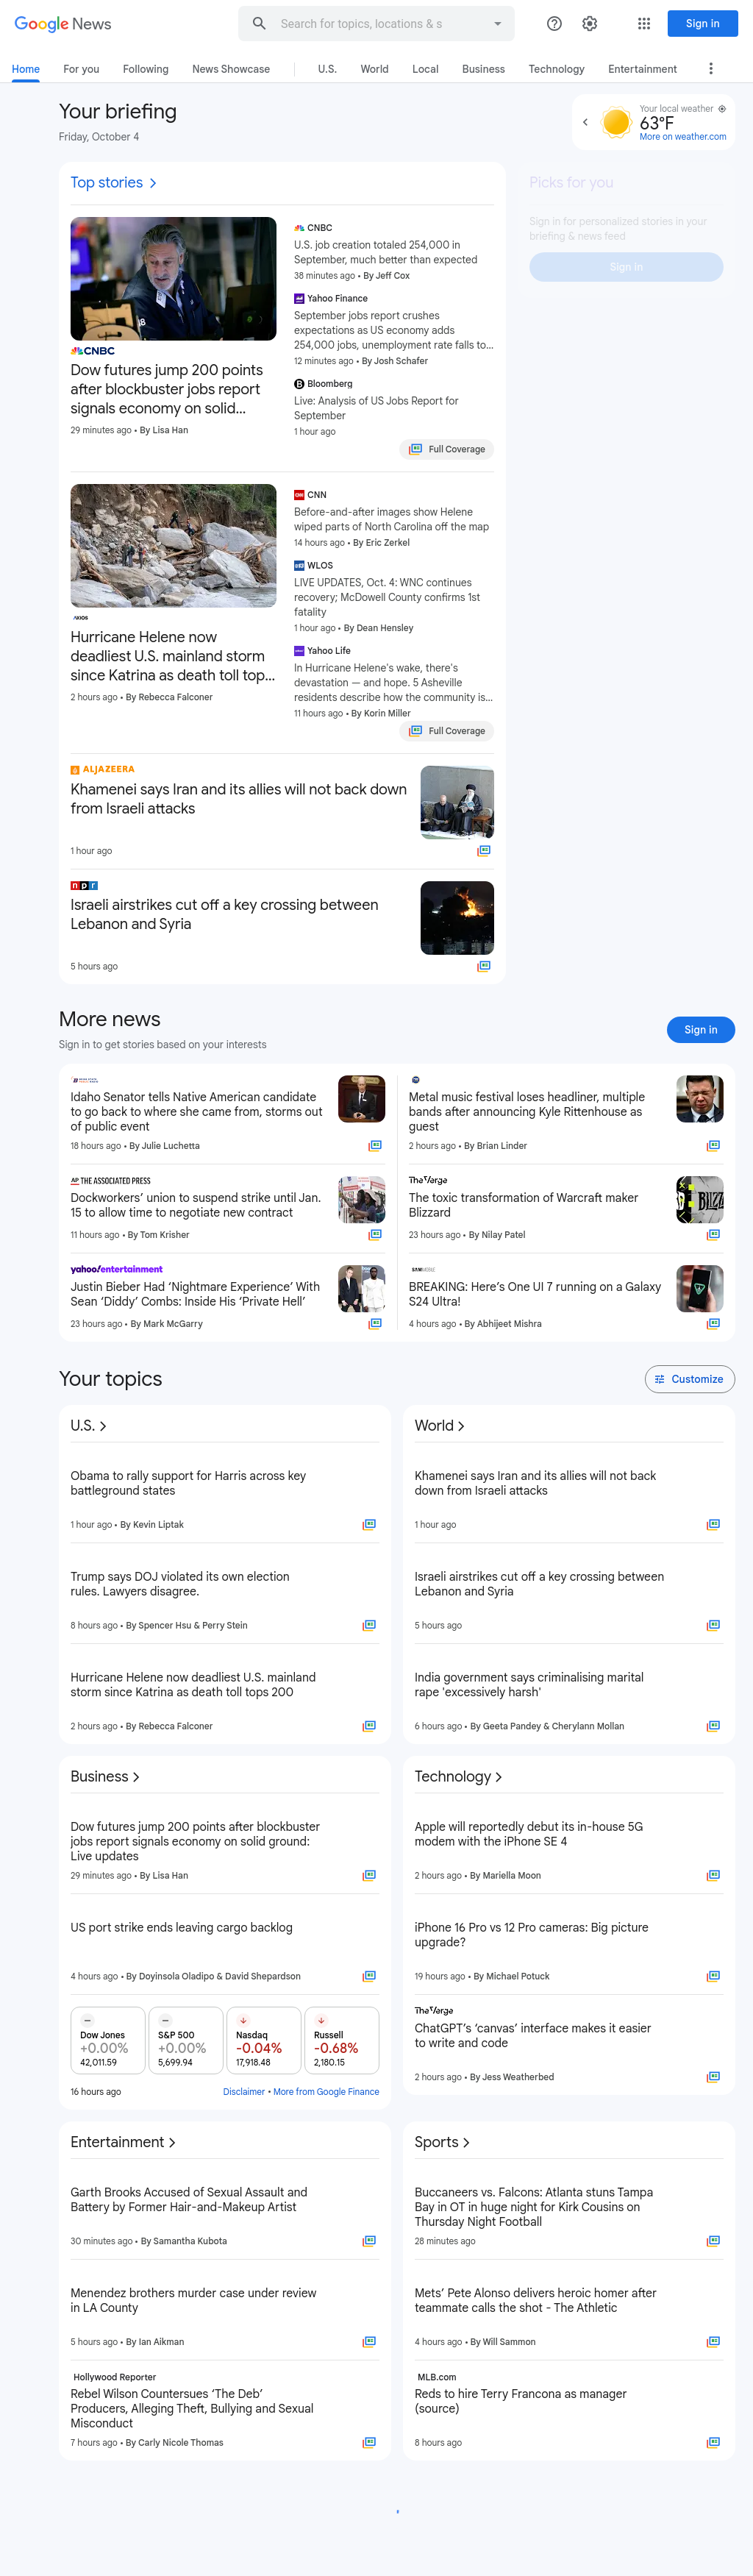 Google News
Search for topics, locations & s
Sign in
Home
For you
Following
News Showcase
U.S.
World
Local
Business
Technology
Entertainment
Your briefing
Friday, October 4
Your local weather
63°F
More on weather.com
Top stories
Picks for you
Sign in for personalized stories in your
briefing & news feed
Sign in
CNBC
Dow futures jump 200 points
after blockbuster jobs report
signals economy on solid...
29 minutes ago • By Lisa Han
CNBC
U.S. job creation totaled 254,000 in
September, much better than expected
38 minutes ago • By Jeff Cox
Yahoo Finance
September jobs report crushes
expectations as US economy adds
254,000 jobs, unemployment rate falls to...
12 minutes ago • By Josh Schafer
Bloomberg
Live: Analysis of US Jobs Report for
September
1 hour ago
Full Coverage
AXIOS
Hurricane Helene now
deadliest U.S. mainland storm
since Katrina as death toll top...
2 hours ago • By Rebecca Falconer
CNN
Before-and-after images show Helene
wiped parts of North Carolina off the map
14 hours ago • By Eric Zerkel
WLOS
LIVE UPDATES, Oct. 4: WNC continues
recovery; McDowell County confirms 1st
fatality
1 hour ago • By Dean Hensley
Yahoo Life
In Hurricane Helene's wake, there's
devastation — and hope. 5 Asheville
residents describe how the community is...
11 hours ago • By Korin Miller
Full Coverage
ALJAZEERA
Khamenei says Iran and its allies will not back down
from Israeli attacks
1 hour ago
npr
Israeli airstrikes cut off a key crossing between
Lebanon and Syria
5 hours ago
More news
Sign in to get stories based on your interests
Sign in
Idaho Senator tells Native American candidate
to go back to where she came from, storms out
of public event
18 hours ago • By Julie Luchetta
Metal music festival loses headliner, multiple
bands after announcing Kyle Rittenhouse as
guest
2 hours ago • By Brian Linder
AP THE ASSOCIATED PRESS
Dockworkers' union to suspend strike until Jan.
15 to allow time to negotiate new contract
11 hours ago • By Tom Krisher
The Verge
The toxic transformation of Warcraft maker
Blizzard
23 hours ago • By Nilay Patel
BLIZZ
yahoo!entertainment
Justin Bieber Had ‘Nightmare Experience’ With
Sean ‘Diddy’ Combs: Inside His ‘Private Hell’
23 hours ago • By Mark McGarry
SAMMOBILE
BREAKING: Here’s One UI 7 running on a Galaxy
S24 Ultra!
4 hours ago • By Abhijeet Mishra
Your topics
Customize
U.S.
Obama to rally support for Harris across key
battleground states
1 hour ago • By Kevin Liptak
Trump says DOJ violated its own election
rules. Lawyers disagree.
8 hours ago • By Spencer Hsu & Perry Stein
Hurricane Helene now deadliest U.S. mainland
storm since Katrina as death toll tops 200
2 hours ago • By Rebecca Falconer
World
Khamenei says Iran and its allies will not back
down from Israeli attacks
1 hour ago
Israeli airstrikes cut off a key crossing between
Lebanon and Syria
5 hours ago
India government says criminalising marital
rape 'excessively harsh'
6 hours ago • By Geeta Pandey & Cherylann Mollan
Business
Dow futures jump 200 points after blockbuster
jobs report signals economy on solid ground:
Live updates
29 minutes ago • By Lisa Han
US port strike ends leaving cargo backlog
4 hours ago • By Doyinsola Oladipo & David Shepardson
Dow Jones
+0.00%
42,011.59
S&P 500
+0.00%
5,699.94
Nasdaq
-0.04%
17,918.48
Russell
-0.68%
2,180.15
16 hours ago
Disclaimer • More from Google Finance
Technology
Apple will reportedly debut its in-house 5G
modem with the iPhone SE 4
2 hours ago • By Mariella Moon
iPhone 16 Pro vs 12 Pro cameras: Big picture
upgrade?
19 hours ago • By Michael Potuck
The Verge
ChatGPT’s ‘canvas’ interface makes it easier
to write and code
2 hours ago • By Jess Weatherbed
Entertainment
Garth Brooks Accused of Sexual Assault and
Battery by Former Hair-and-Makeup Artist
30 minutes ago • By Samantha Kubota
Menendez brothers murder case under review
in LA County
5 hours ago • By Ian Aikman
Hollywood Reporter
Rebel Wilson Countersues ‘The Deb’
Producers, Alleging Theft, Bullying and Sexual
Misconduct
7 hours ago • By Carly Nicole Thomas
Sports
Buccaneers vs. Falcons: Atlanta stuns Tampa
Bay in OT in huge night for Kirk Cousins on
Thursday Night Football
28 minutes ago
Mets’ Pete Alonso delivers heroic homer after
teammate calls the shot - The Athletic
4 hours ago • By Will Sammon
MLB.com
Reds to hire Terry Francona as manager
(source)
8 hours ago